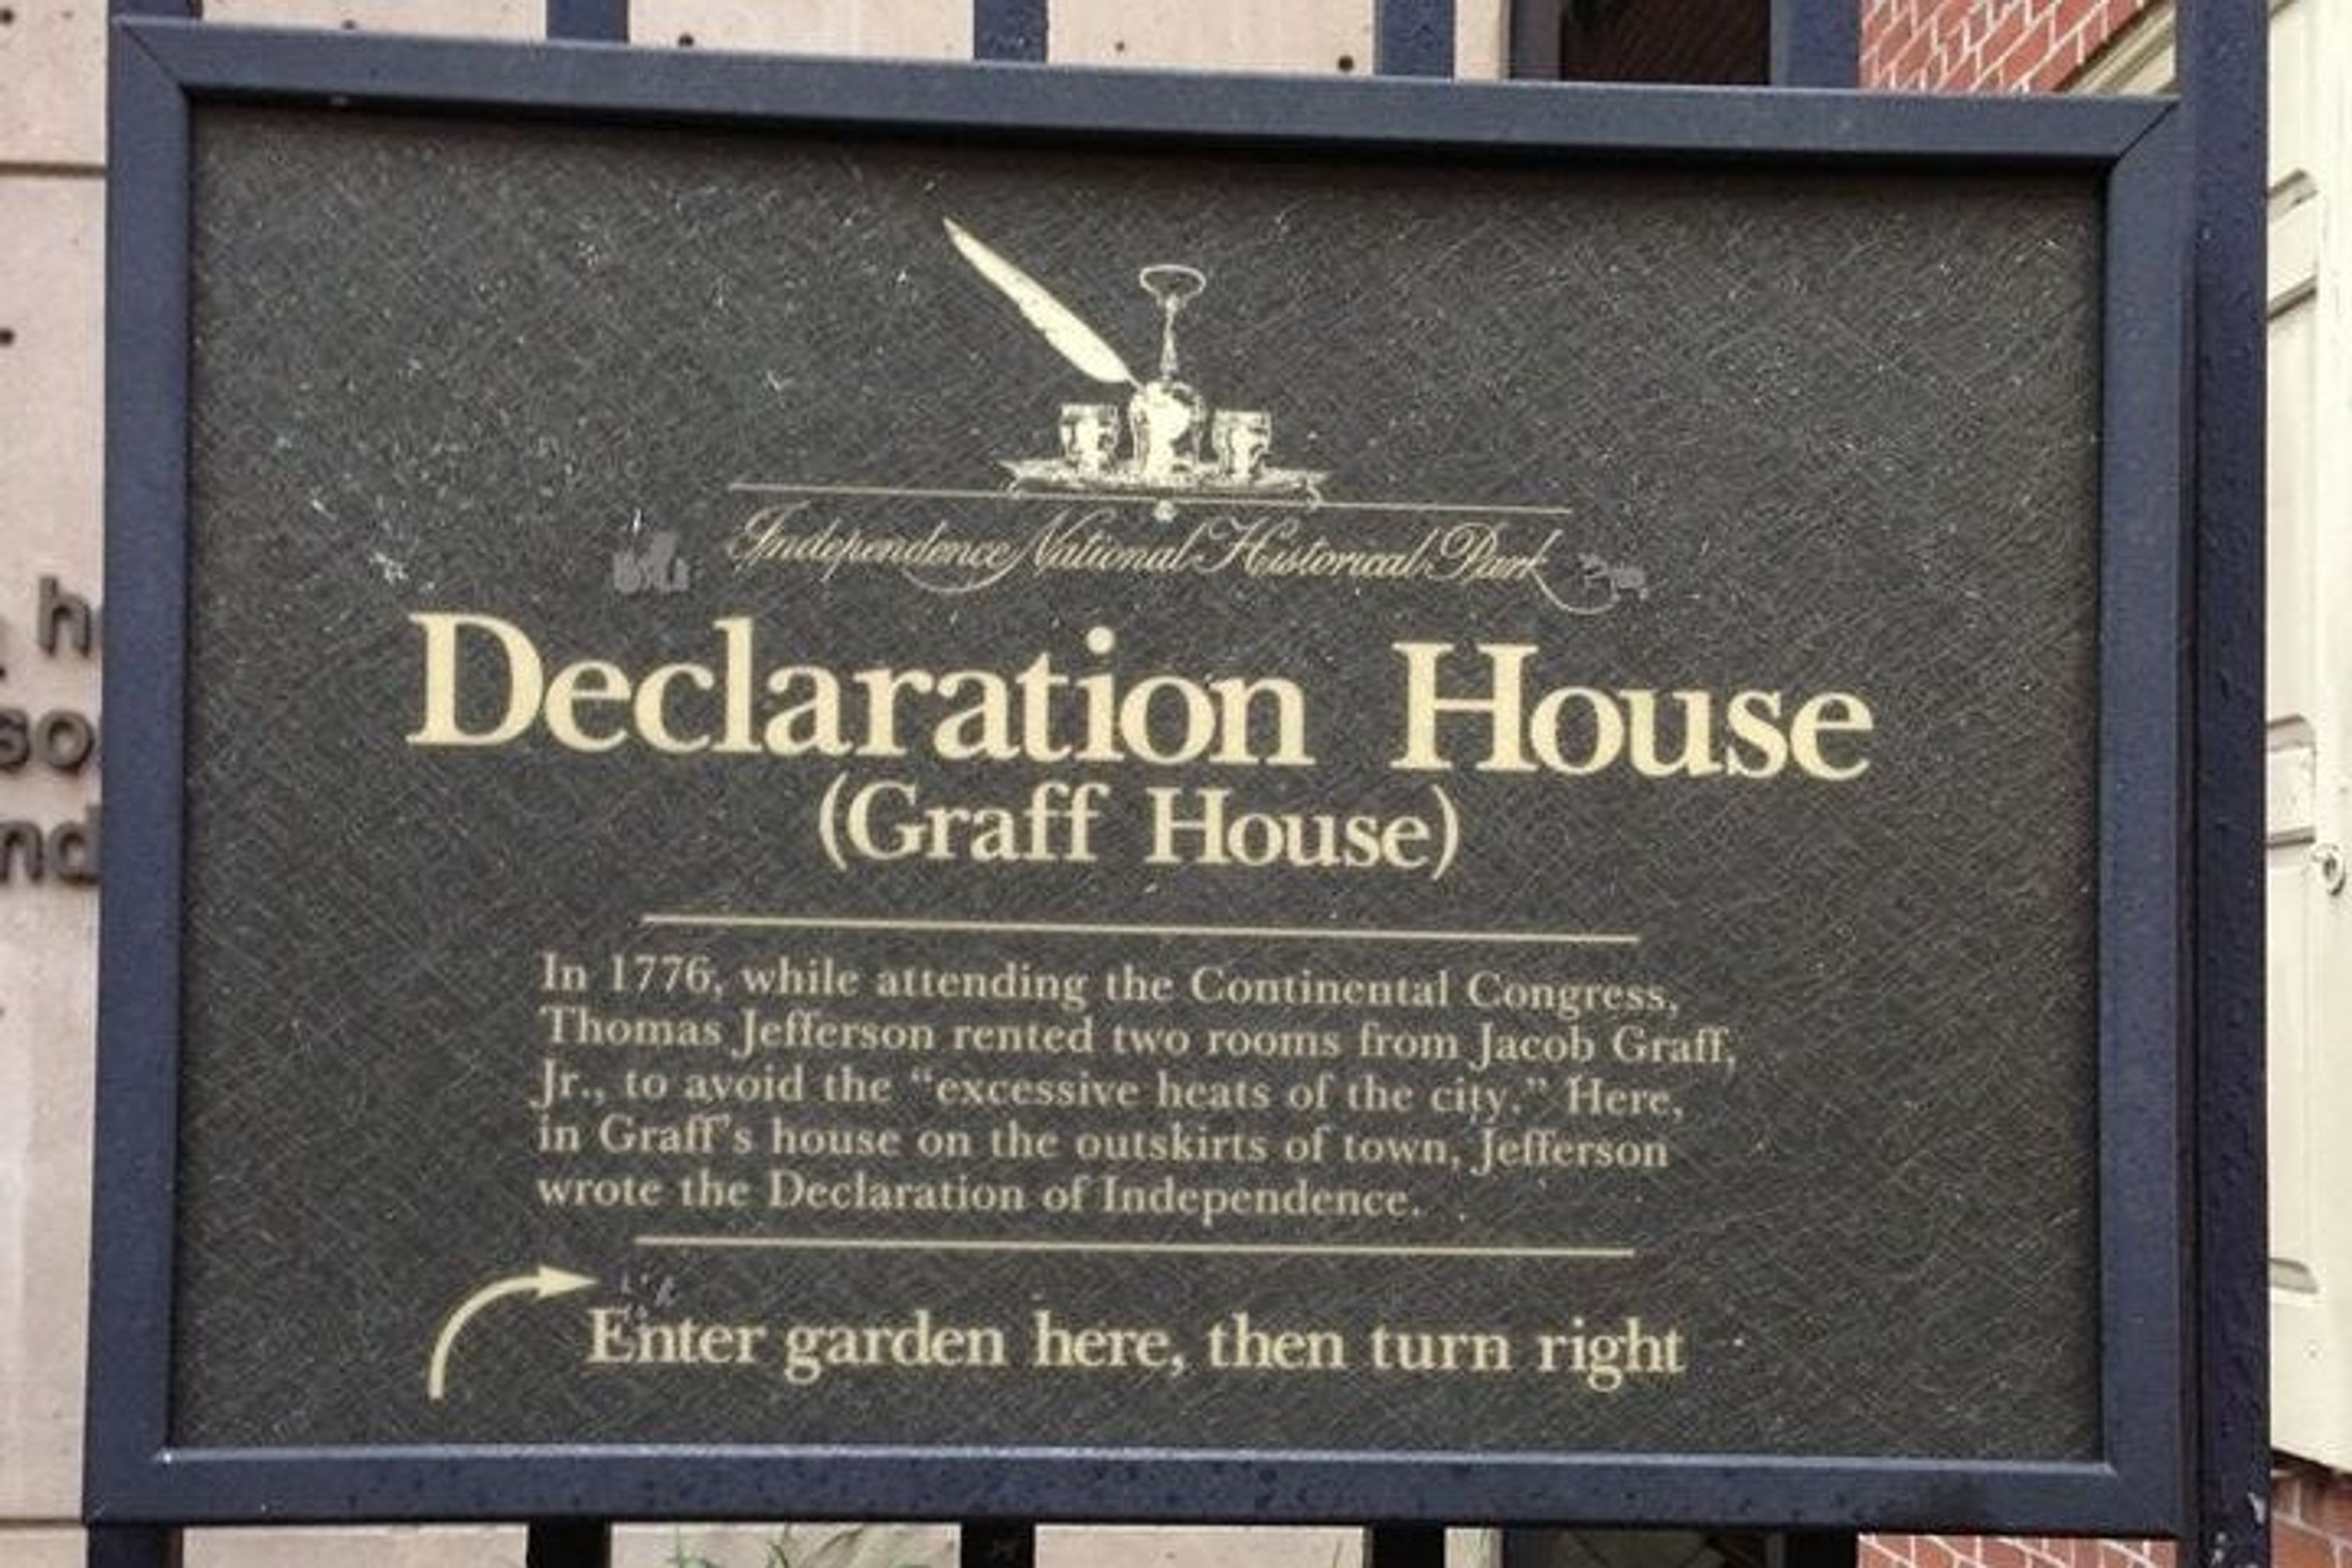 Independence National Historical Park
Declaration House
(Graff House)
In 1776, while attending the Continental Congress,
Thomas Jefferson rented two rooms from Jacob Graff,
Jr., to avoid the “excessive heats of the city.” Here,
in Graff’s house on the outskirts of town, Jefferson
wrote the Declaration of Independence.
Enter garden here, then turn right